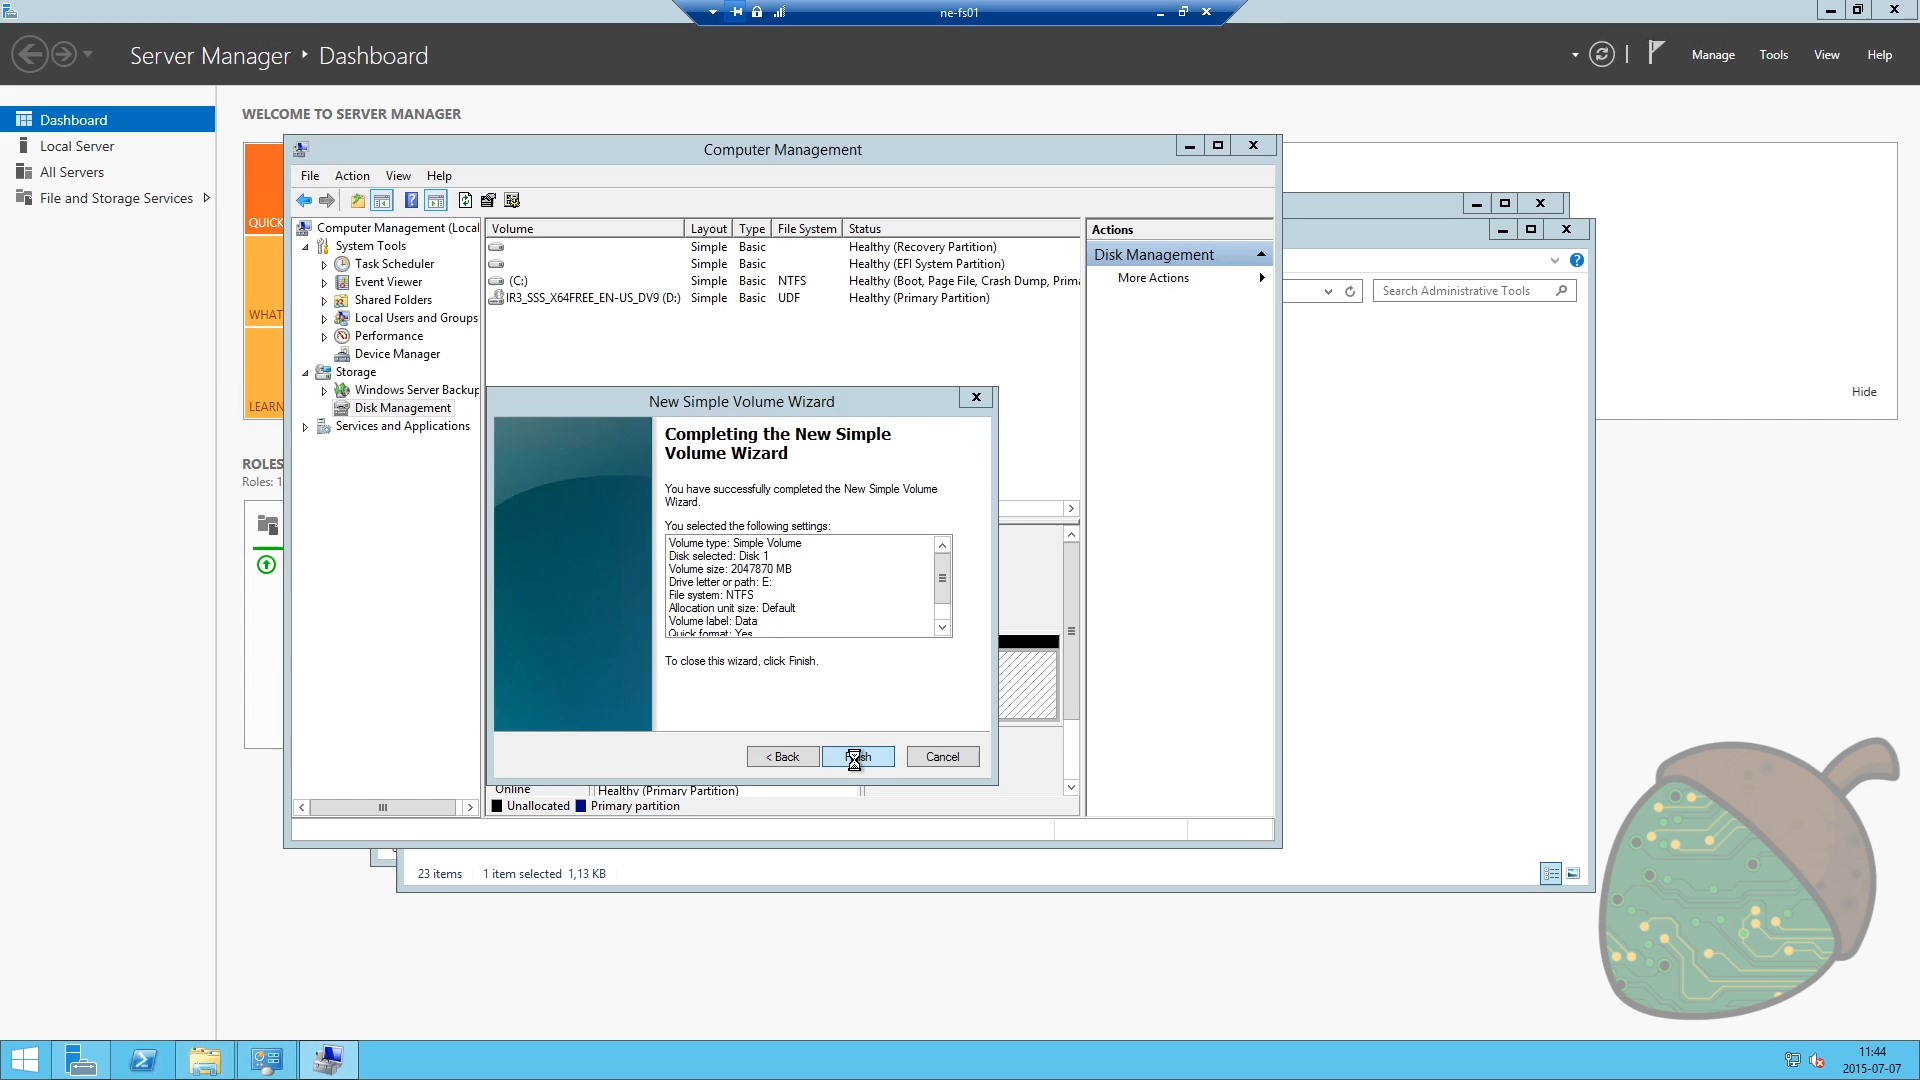 ne-fs01
Server Manager ‣ Dashboard
Manage
Tools
View
Help
Dashboard
Local Server
All Servers
File and Storage Services
WELCOME TO SERVER MANAGER
QUICK
WHAT
LEARN
Hide
ROLES
Roles: 1
Computer Management
File
Action
View
Help
Computer Management (Local
System Tools
Task Scheduler
Event Viewer
Shared Folders
Local Users and Groups
Performance
Device Manager
Storage
Windows Server Backup
Disk Management
Services and Applications
Volume
Layout
Type
File System
Status
Simple
Basic
Healthy (Recovery Partition)
Simple
Basic
Healthy (EFI System Partition)
(C:)
Simple
Basic
NTFS
Healthy (Boot, Page File, Crash Dump, Prima
IR3_SSS_X64FREE_EN-US_DV9 (D:)
Simple
Basic
UDF
Healthy (Primary Partition)
Actions
Disk Management
More Actions
Search Administrative Tools
New Simple Volume Wizard
Completing the New Simple
Volume Wizard
You have successfully completed the New Simple Volume
Wizard.
You selected the following settings:
Volume type: Simple Volume
Disk selected: Disk 1
Volume size: 2047870 MB
Drive letter or path: E:
File system: NTFS
Allocation unit size: Default
Volume label: Data
Quick format: Yes
To close this wizard, click Finish.
< Back
Cancel
Online
Healthy (Primary Partition)
Unallocated
Primary partition
23 items
1 item selected 1,13 KB
11:44
2015-07-07